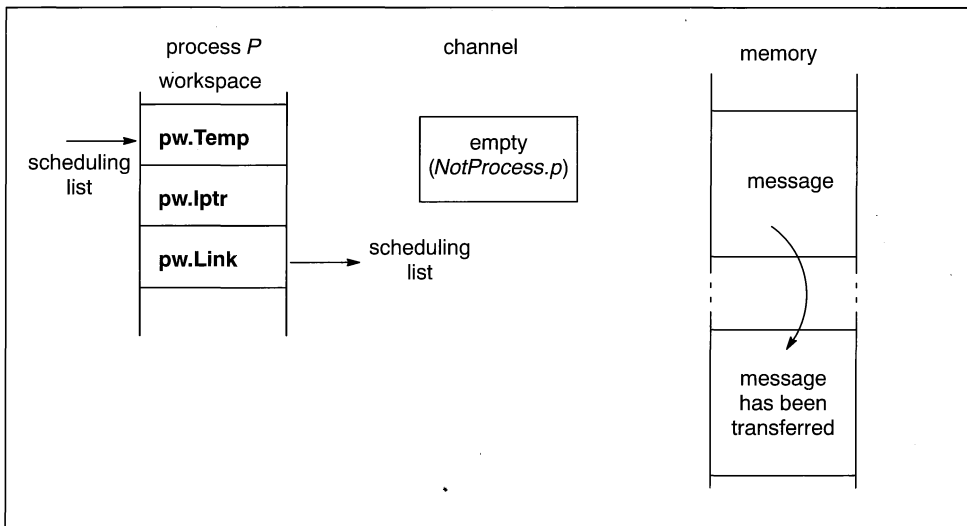 process P
workspace
pw.Temp
pw.Iptr
pw.Link
scheduling
list
scheduling
list
channel
empty
(NotProcess.p)
memory
message
message
has been
transferred